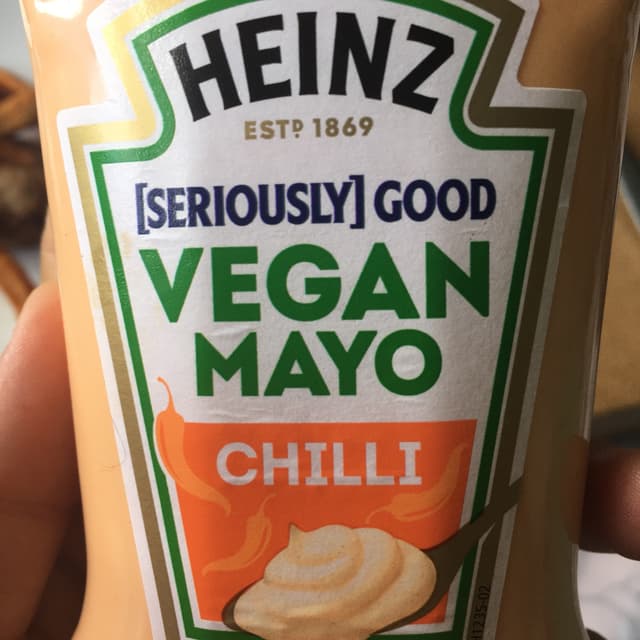 HEINZ
ESTD 1869
[SERIOUSLY] GOOD
VEGAN
MAYO
CHILLI